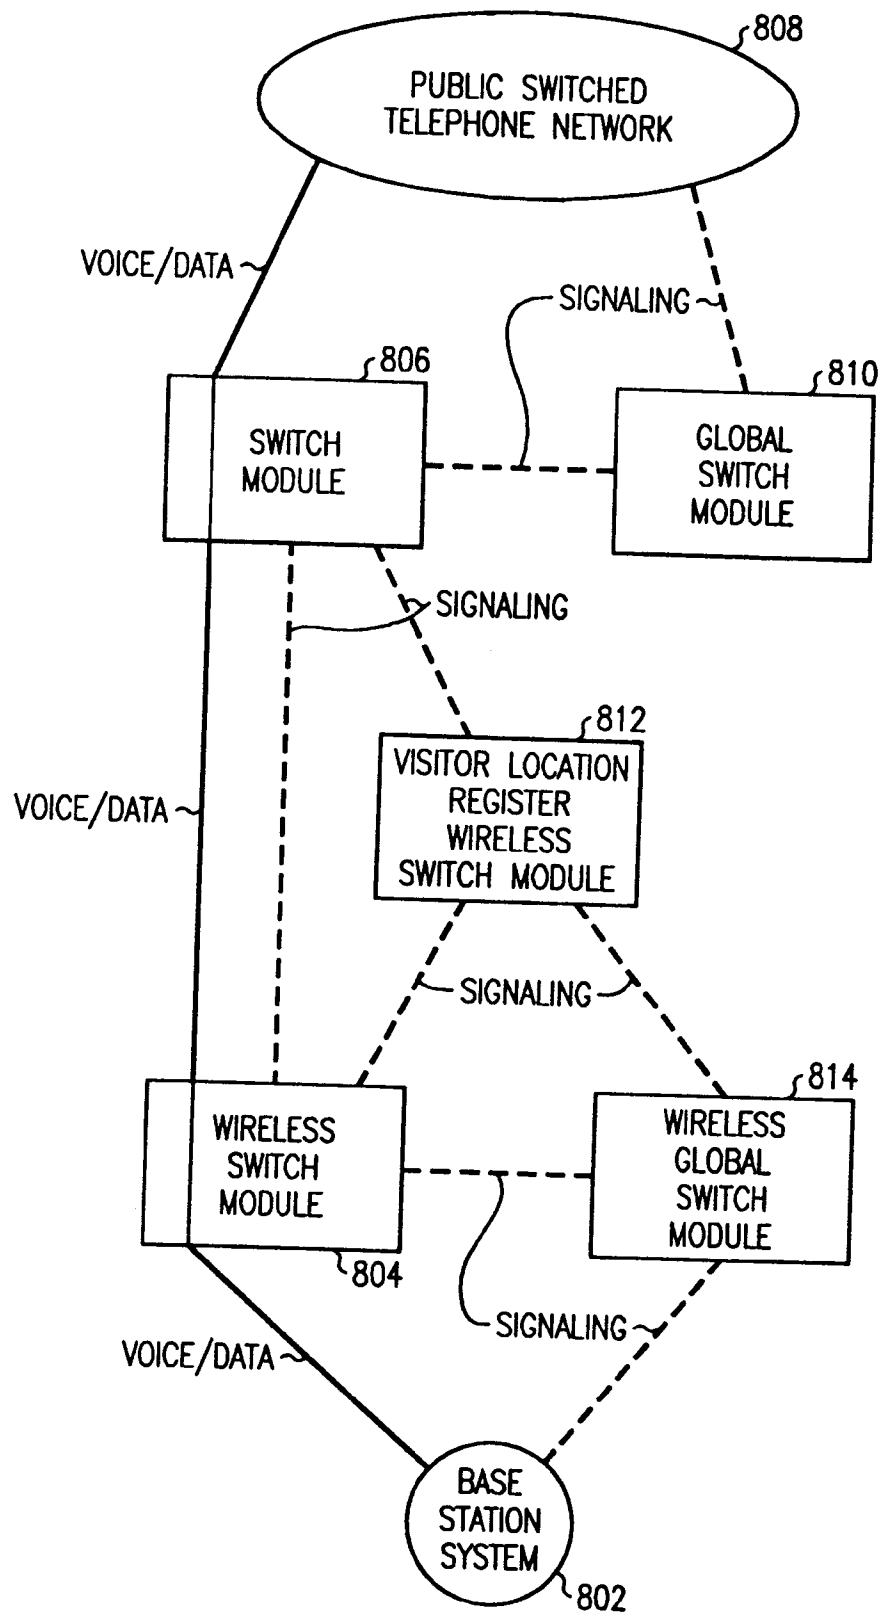 808
PUBLIC SWITCHED
TELEPHONE NETWORK
VOICE/DATA
SIGNALING
806
810
SWITCH
MODULE
GLOBAL
SWITCH
MODULE
SIGNALING
812
VISITOR LOCATION
REGISTER
WIRELESS
SWITCH MODULE
VOICE/DATA
SIGNALING
814
WIRELESS
SWITCH
MODULE
WIRELESS
GLOBAL
SWITCH
MODULE
804
SIGNALING
VOICE/DATA
BASE
STATION
SYSTEM
802